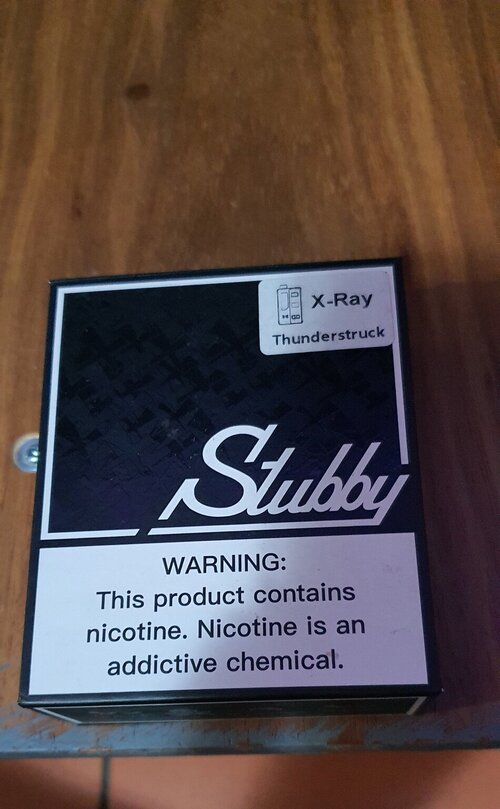 X-Ray
Thunderstruck
Stubby
WARNING:
This product contains
nicotine. Nicotine is an
addictive chemical.